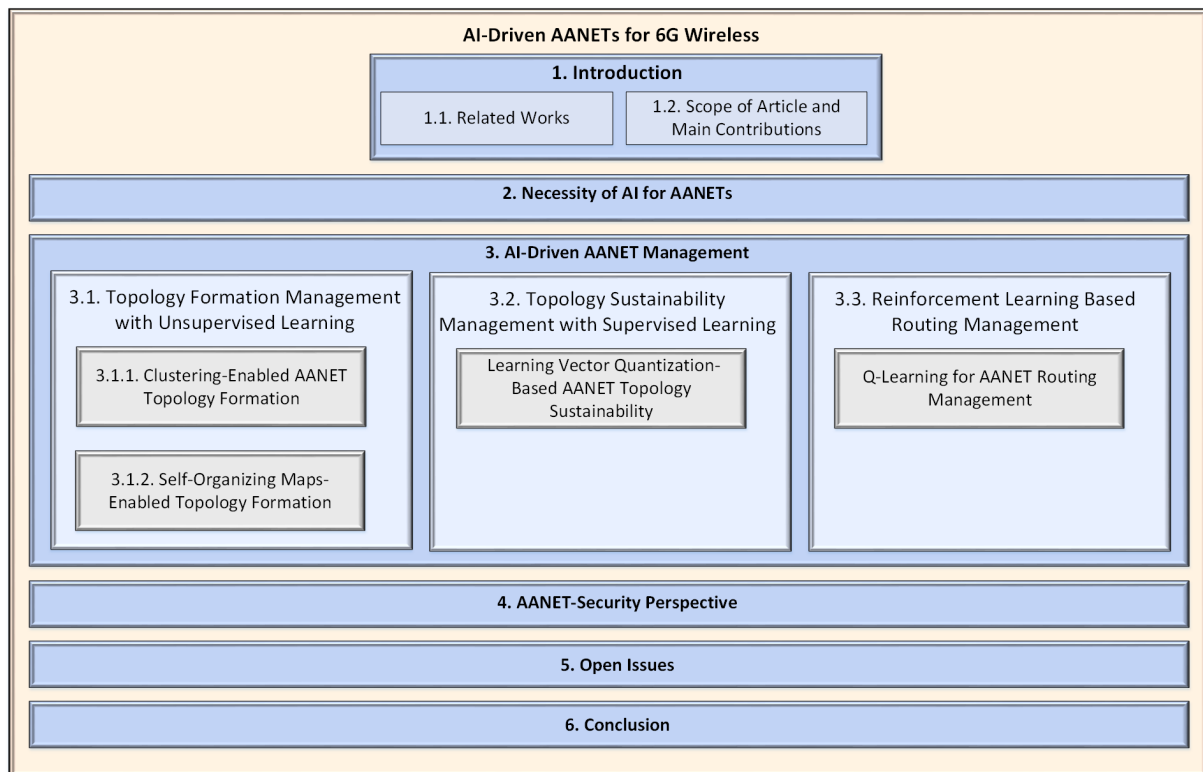 AI-Driven AANETs for 6G Wireless
1. Introduction
1.1. Related Works
1.2. Scope of Article and
Main Contributions
2. Necessity of AI for AANETs
3. AI-Driven AANET Management
3.1. Topology Formation Management
with Unsupervised Learning
3.1.1. Clustering-Enabled AANET
Topology Formation
3.1.2. Self-Organizing Maps-
Enabled Topology Formation
3.2. Topology Sustainability
Management with Supervised Learning
Learning Vector Quantization-
Based AANET Topology
Sustainability
3.3. Reinforcement Learning Based
Routing Management
Q-Learning for AANET Routing
Management
4. AANET-Security Perspective
5. Open Issues
6. Conclusion